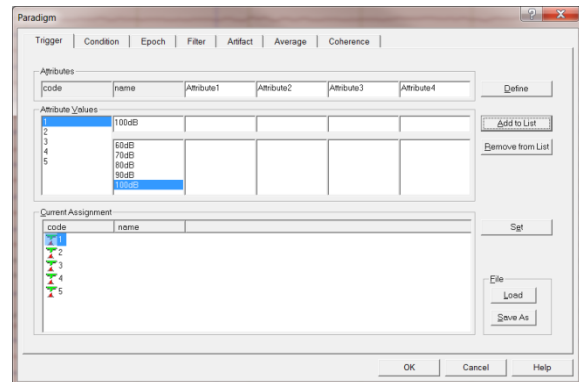 Paradigm
Trigger Condition Epoch Filter Artifact Average Coherence
Attributes
code name Attribute1 Attribute2 Attribute3 Attribute4 Define
Attribute Values
1 100dB Add to List
2
3 60dB Remove from List
4 70dB
5 80dB
90dB
100dB
Current Assignment
code name Set
1
2
3
4
5
File
Load
Save As
OK Cancel Help